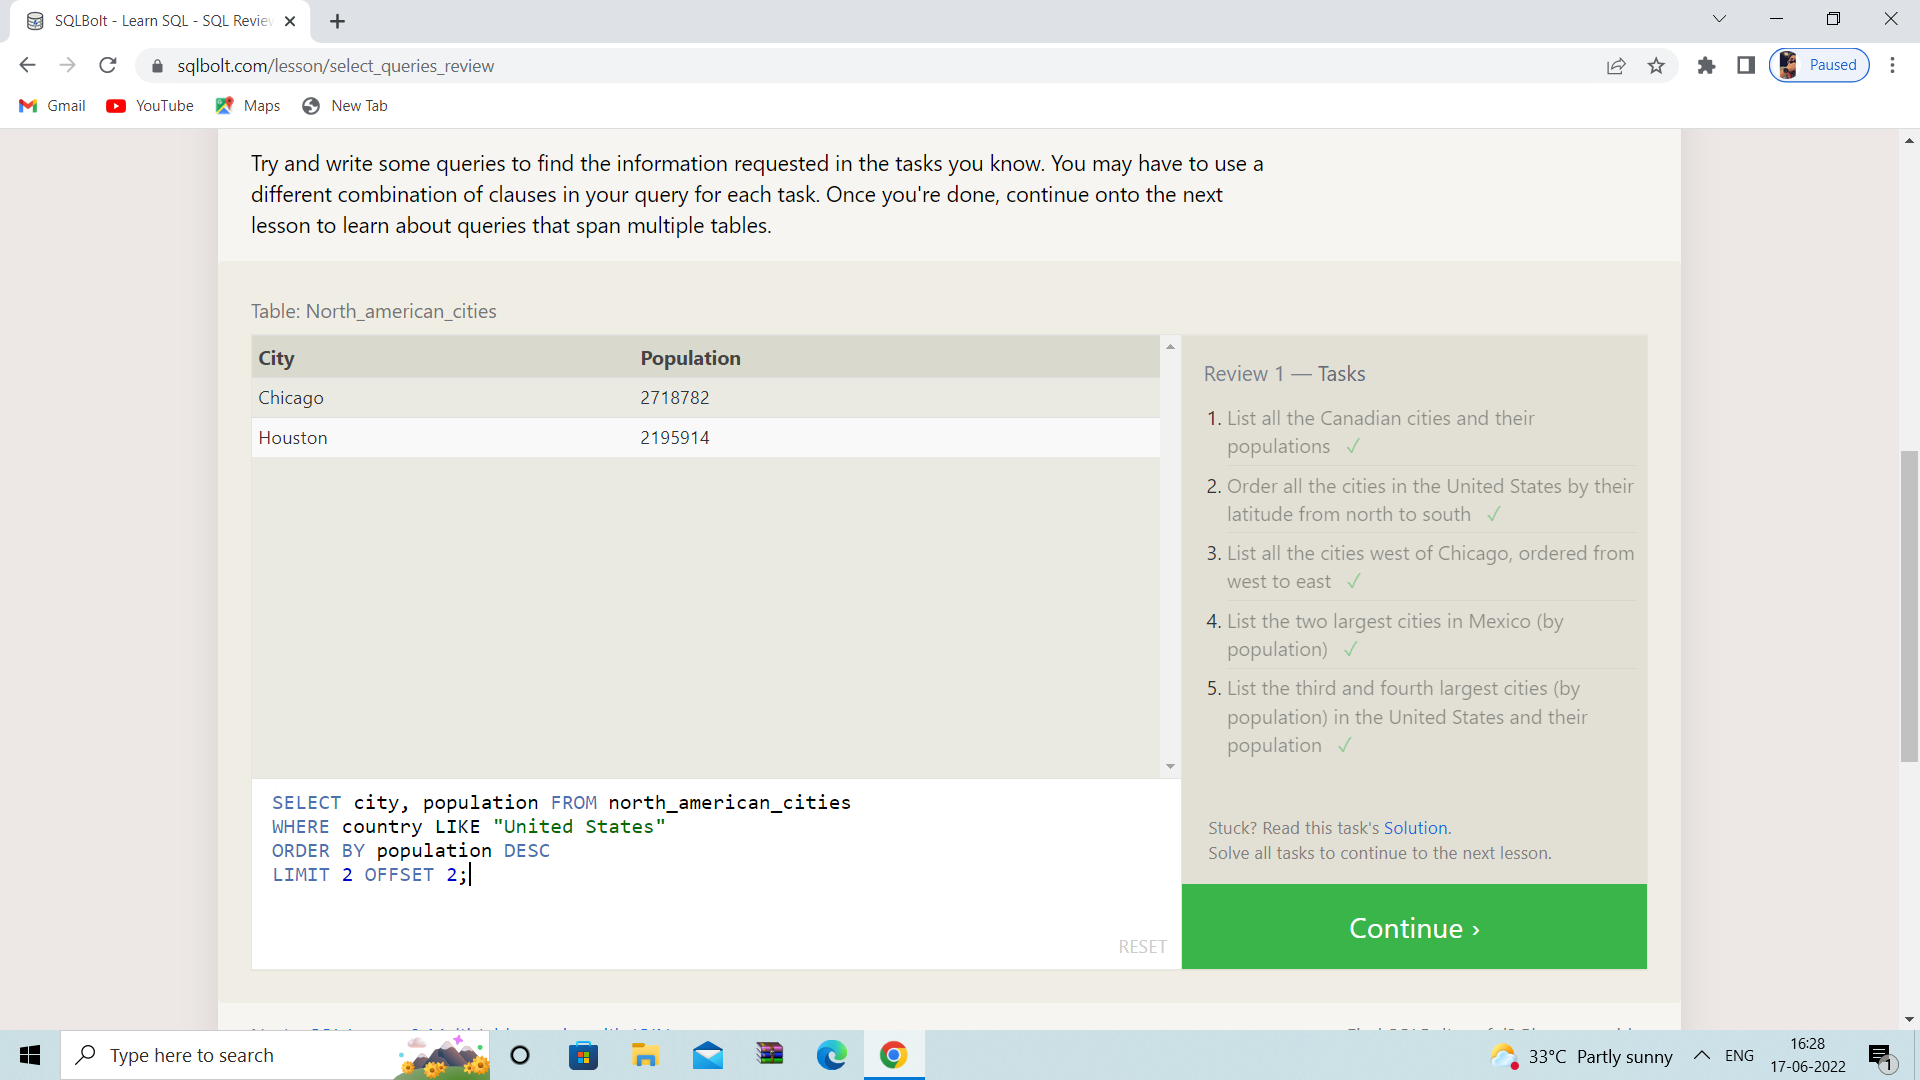 SQLBolt - Learn SQL - SQL Review
sqlbolt.com/lesson/select_queries_review
Paused
Gmail YouTube Maps New Tab
Try and write some queries to find the information requested in the tasks you know. You may have to use a
different combination of clauses in your query for each task. Once you're done, continue onto the next
lesson to learn about queries that span multiple tables.
Table: North_american_cities
City Population
Chicago 2718782
Houston 2195914
SELECT city, population FROM north_american_cities
WHERE country LIKE "United States"
ORDER BY population DESC
LIMIT 2 OFFSET 2;
RESET
Review 1 — Tasks
1. List all the Canadian cities and their
populations ✓
2. Order all the cities in the United States by their
latitude from north to south ✓
3. List all the cities west of Chicago, ordered from
west to east ✓
4. List the two largest cities in Mexico (by
population) ✓
5. List the third and fourth largest cities (by
population) in the United States and their
population ✓
Stuck? Read this task's Solution.
Solve all tasks to continue to the next lesson.
Continue ›
Type here to search
33°C Partly sunny
ENG
16:28
17-06-2022
1